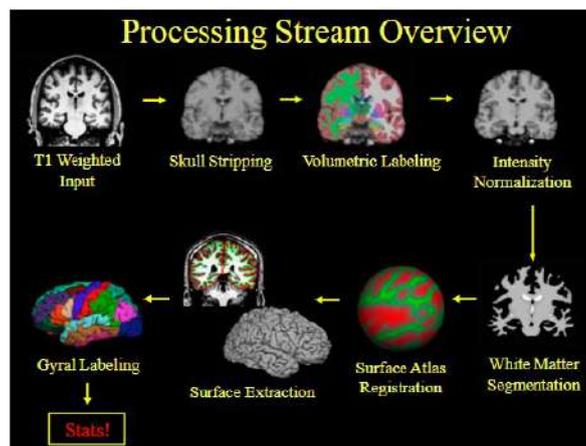 Processing Stream Overview
T1 Weighted
Input
Skull Stripping
Volumetric Labeling
Intensity
Normalization
Gyral Labeling
Surface Extraction
Surface Atlas
Registration
White Matter
Segmentation
Stats!